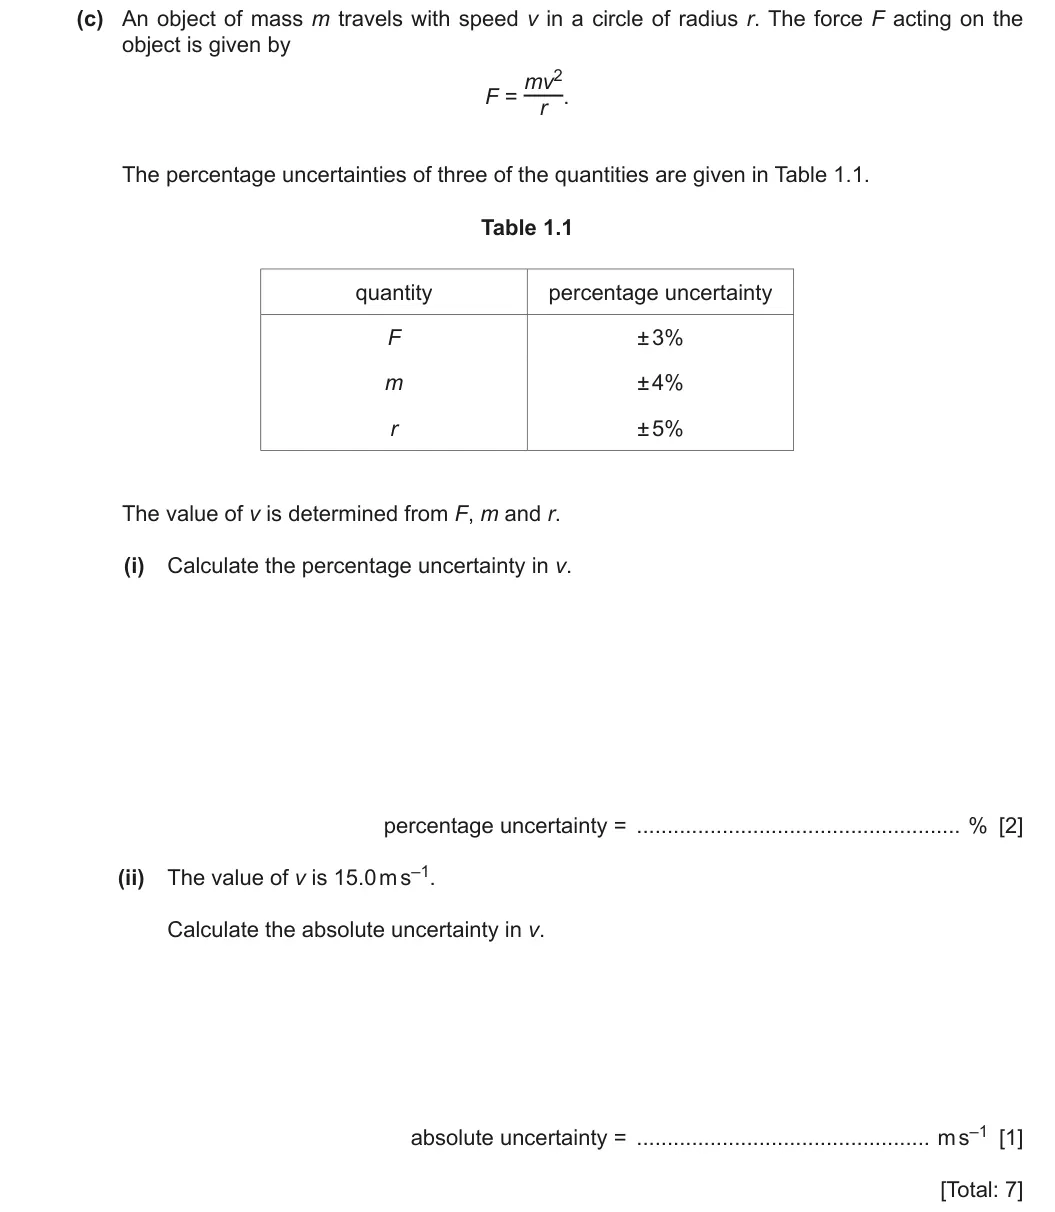 (c) An object of mass m travels with speed v in a circle of radius r. The force F acting on the
object is given by
F = mv²/r.
The percentage uncertainties of three of the quantities are given in Table 1.1.
Table 1.1
quantity percentage uncertainty
F ±3%
m ±4%
r ±5%
The value of v is determined from F, m and r.
(i) Calculate the percentage uncertainty in v.
percentage uncertainty = ..................................................... % [2]
(ii) The value of v is 15.0 m s⁻¹.
Calculate the absolute uncertainty in v.
absolute uncertainty = ................................................ m s⁻¹ [1]
[Total: 7]